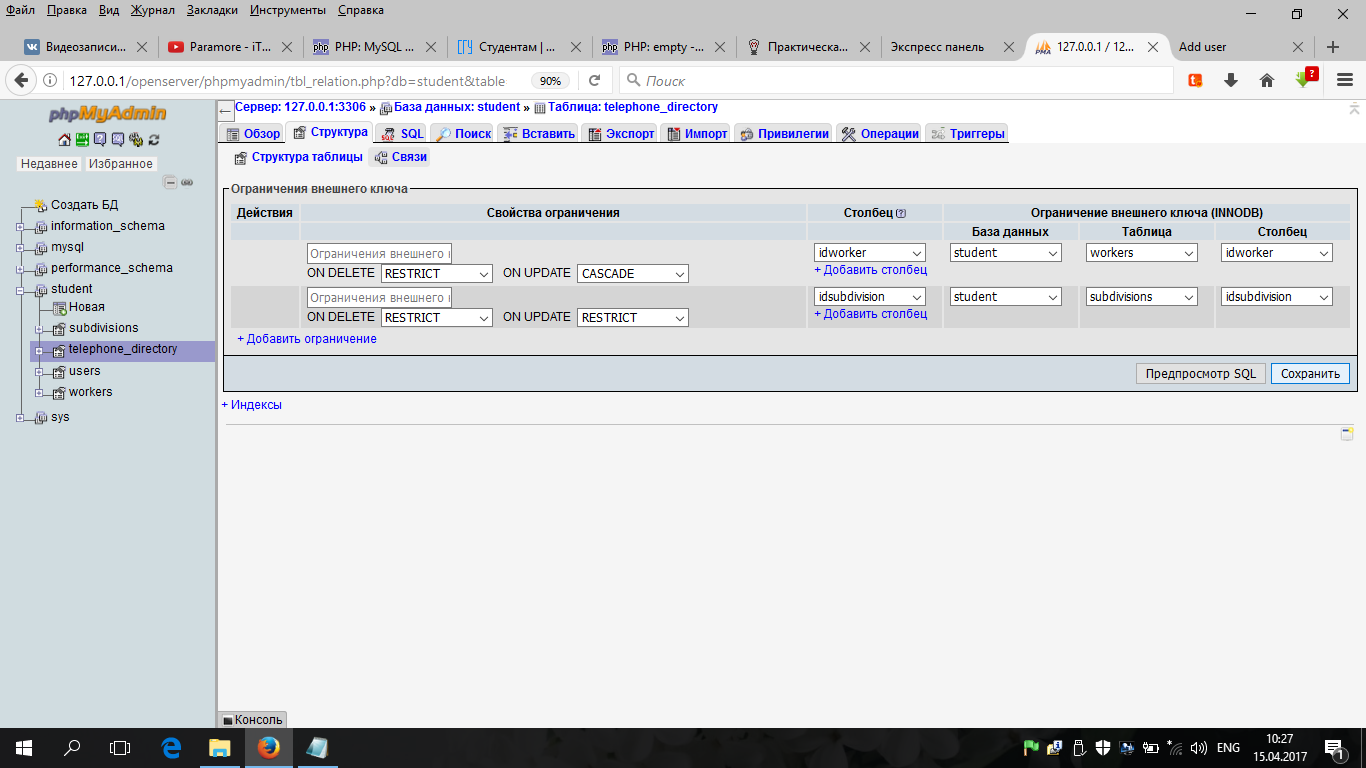 Файл Правка Вид Журнал Закладки Инструменты Справка
Видеозаписи... Paramore - iT... PHP: MySQL ... Студентам | ... PHP: empty -... Практическа... Экспресс панель 127.0.0.1 / 12... Add user
127.0.0.1/openserver/phpmyadmin/tbl_relation.php?db=student&table 90% Поиск
phpMyAdmin
Недавнее Избранное
Создать БД
information_schema
mysql
performance_schema
student
Новая
subdivisions
telephone_directory
users
workers
sys
Сервер: 127.0.0.1:3306 » База данных: student » Таблица: telephone_directory
Обзор Структура SQL Поиск Вставить Экспорт Импорт Привилегии Операции Триггеры
Структура таблицы Связи
Ограничения внешнего ключа
Действия Свойства ограничения Столбец Ограничение внешнего ключа (INNODB)
База данных Таблица Столбец
Ограничения внешнего idworker student workers idworker
ON DELETE RESTRICT ON UPDATE CASCADE + Добавить столбец
Ограничения внешнего idsubdivision student subdivisions idsubdivision
ON DELETE RESTRICT ON UPDATE RESTRICT + Добавить столбец
+ Добавить ограничение
Предпросмотр SQL Сохранить
+ Индексы
Консоль
ENG 10:27
15.04.2017